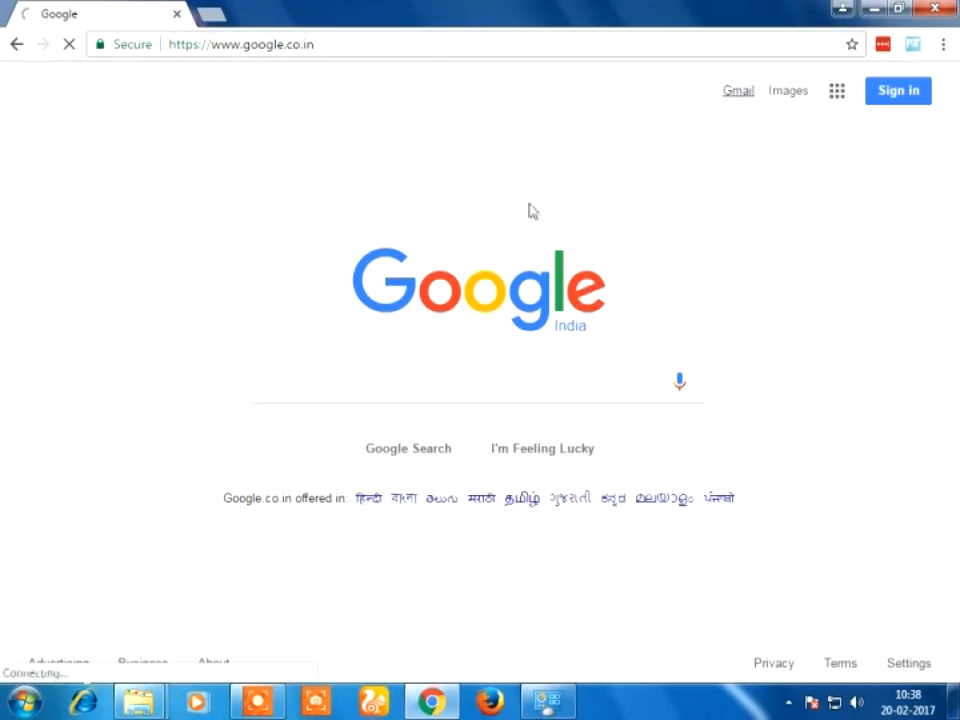 Google
Secure https://www.google.co.in
Gmail Images Sign in
Google
India
Google Search I'm Feeling Lucky
Google.co.in offered in: हिन्दी বাংলা తెలుగు मराठी தமிழ் ગુજરાતી ಕನ್ನಡ മലയാളം ਪੰਜਾਬੀ
Advertising Business About Privacy Terms Settings
Connecting...
10:38
20-02-2017